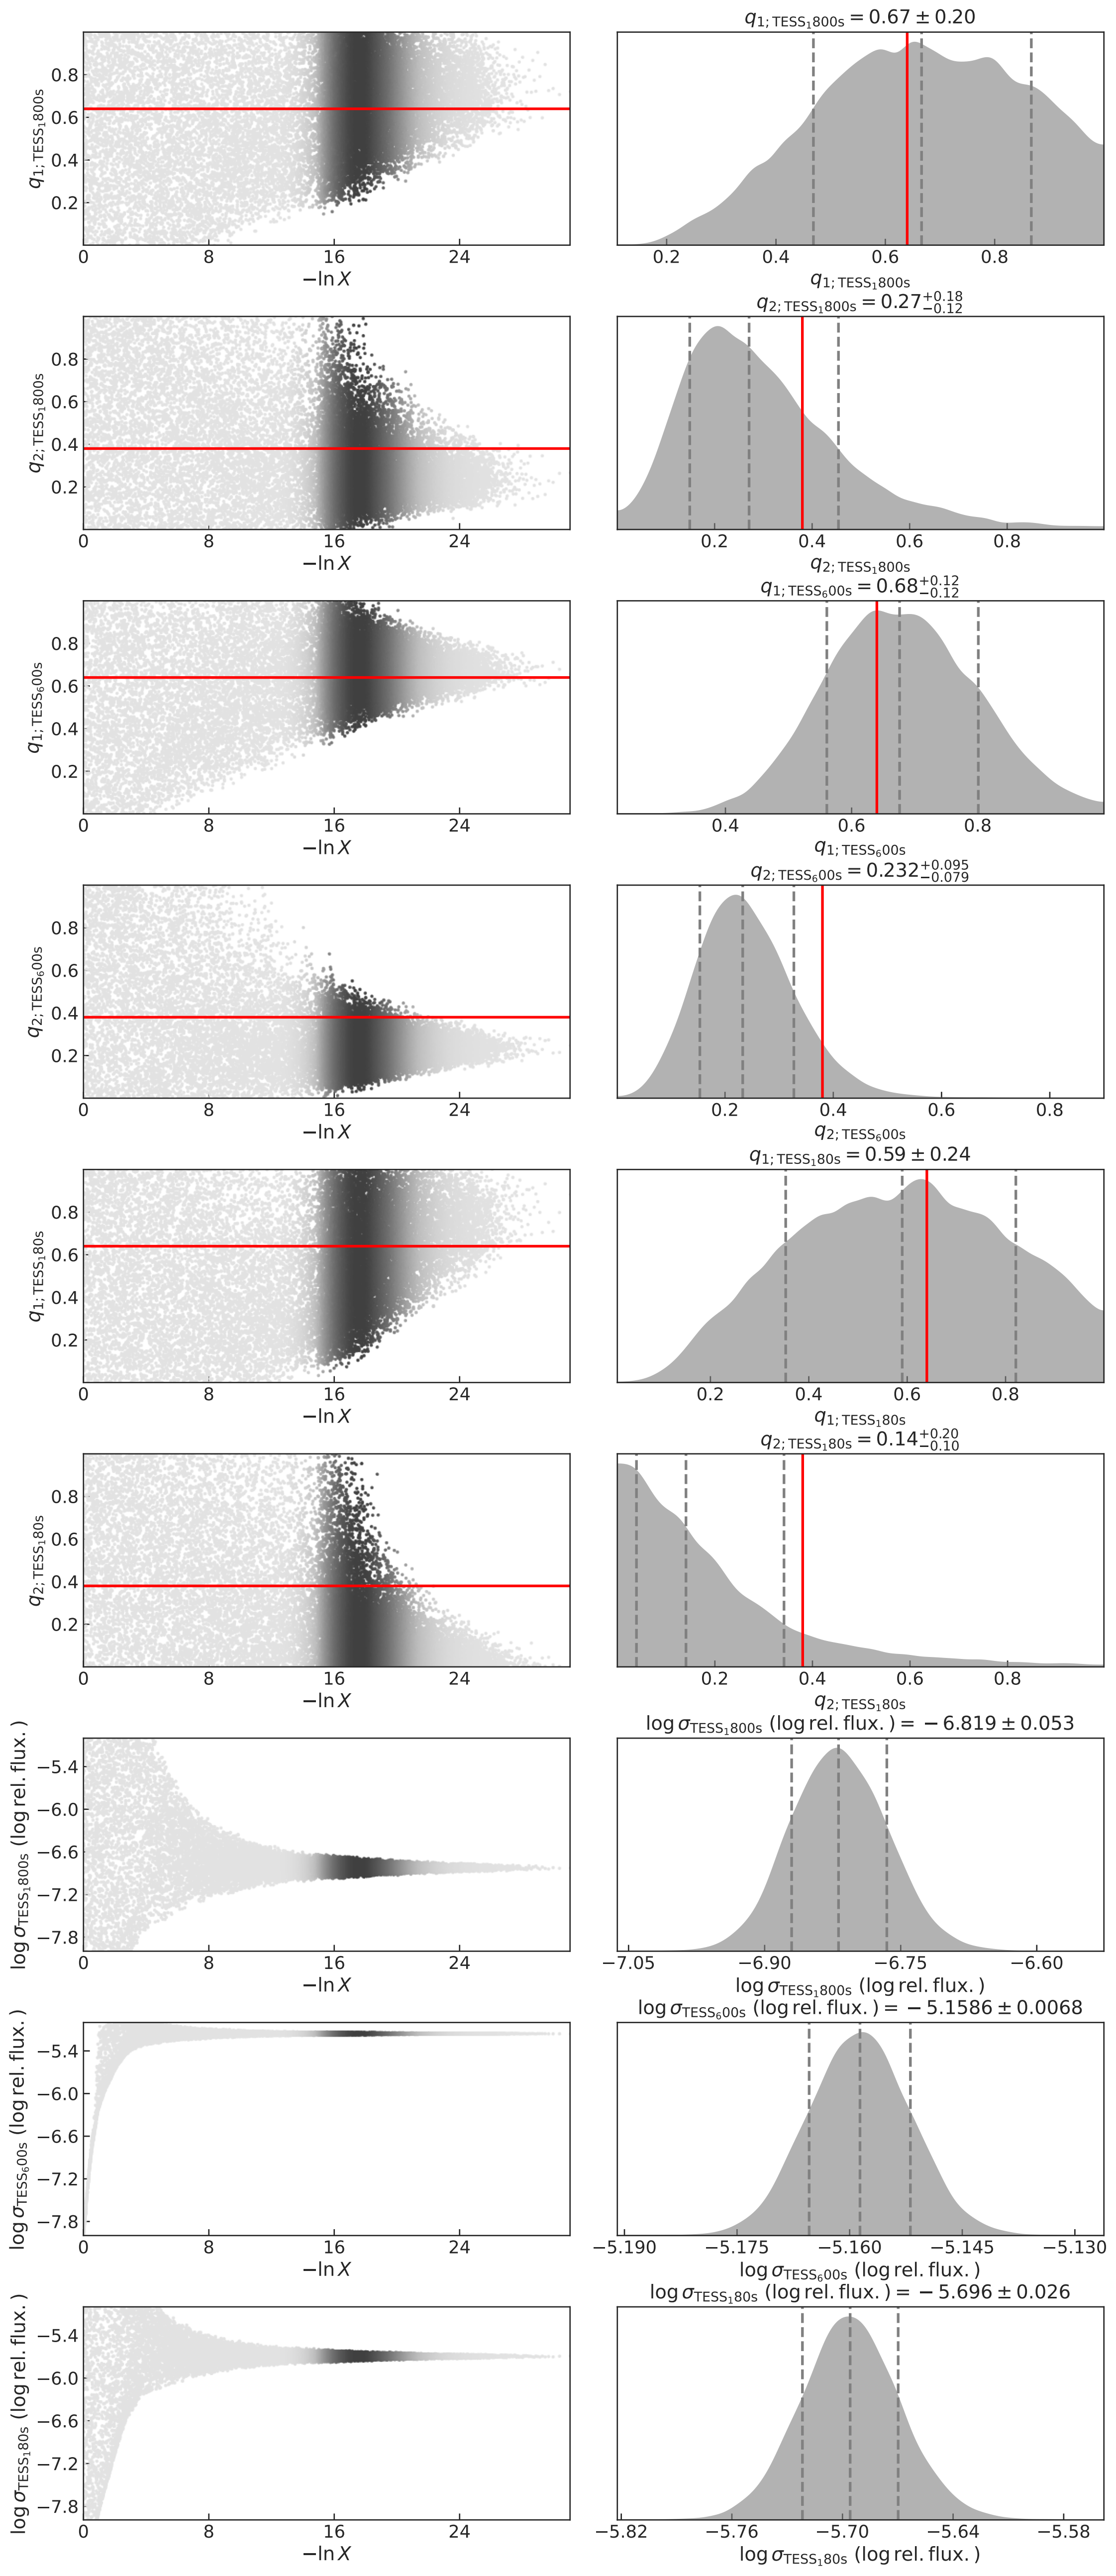 q1;TESS1800s = 0.67 ± 0.20
q1;TESS1800s
0.8
0.6
0.4
0.2
0 8 16 24
−ln X
0.2 0.4 0.6 0.8
q1;TESS1800s
q2;TESS1800s = 0.27+0.18−0.12
q2;TESS1800s
0.8
0.6
0.4
0.2
0 8 16 24
−ln X
0.2 0.4 0.6 0.8
q2;TESS1800s
q1;TESS600s = 0.68+0.12−0.12
q1;TESS600s
0.8
0.6
0.4
0.2
0 8 16 24
−ln X
0.4 0.6 0.8
q1;TESS600s
q2;TESS600s = 0.232+0.095−0.079
q2;TESS600s
0.8
0.6
0.4
0.2
0 8 16 24
−ln X
0.2 0.4 0.6 0.8
q2;TESS600s
q1;TESS180s = 0.59 ± 0.24
q1;TESS180s
0.8
0.6
0.4
0.2
0 8 16 24
−ln X
0.2 0.4 0.6 0.8
q1;TESS180s
q2;TESS180s = 0.14+0.20−0.10
q2;TESS180s
0.8
0.6
0.4
0.2
0 8 16 24
−ln X
0.2 0.4 0.6 0.8
q2;TESS180s
log σTESS1800s (log rel. flux. ) = −6.819 ± 0.053
log σTESS1800s (log rel. flux. )
−5.4
−6.0
−6.6
−7.2
−7.8
0 8 16 24
−ln X
−7.05 −6.90 −6.75 −6.60
log σTESS1800s (log rel. flux. )
log σTESS600s (log rel. flux. ) = −5.1586 ± 0.0068
log σTESS600s (log rel. flux. )
−5.4
−6.0
−6.6
−7.2
−7.8
0 8 16 24
−ln X
−5.190 −5.175 −5.160 −5.145 −5.130
log σTESS600s (log rel. flux. )
log σTESS180s (log rel. flux. ) = −5.696 ± 0.026
log σTESS180s (log rel. flux. )
−5.4
−6.0
−6.6
−7.2
−7.8
0 8 16 24
−ln X
−5.82 −5.76 −5.70 −5.64 −5.58
log σTESS180s (log rel. flux. )